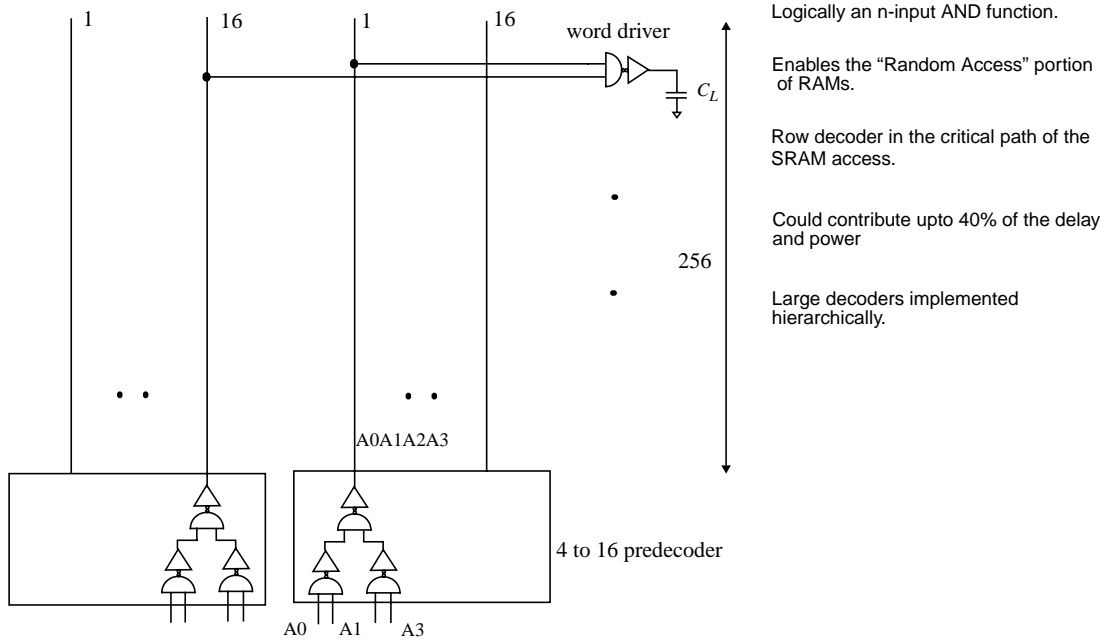 1
16
1
16
word driver
C_L
256
A0A1A2A3
4 to 16 predecoder
A0
A1
A3
Logically an n-input AND function.
Enables the “Random Access” portion
of RAMs.
Row decoder in the critical path of the
SRAM access.
Could contribute upto 40% of the delay
and power
Large decoders implemented
hierarchically.